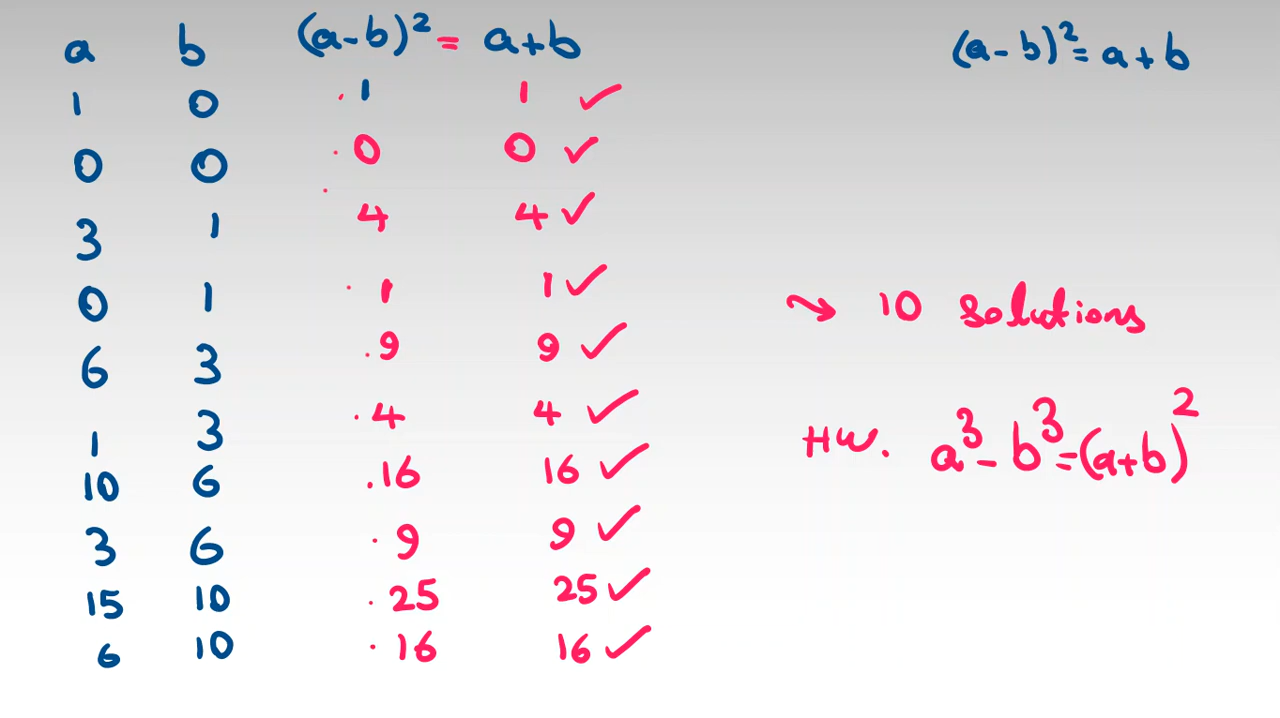 a b (a-b)² = a+b
1 0 1 1 ✓
0 0 0 0 ✓
3 1 4 4 ✓
0 1 1 1 ✓
6 3 9 9 ✓
1 3 4 4 ✓
10 6 16 16 ✓
3 6 9 9 ✓
15 10 25 25 ✓
6 10 16 16 ✓
(a-b)² = a+b
→ 10 solutions
HW. a³ - b³ = (a+b)²